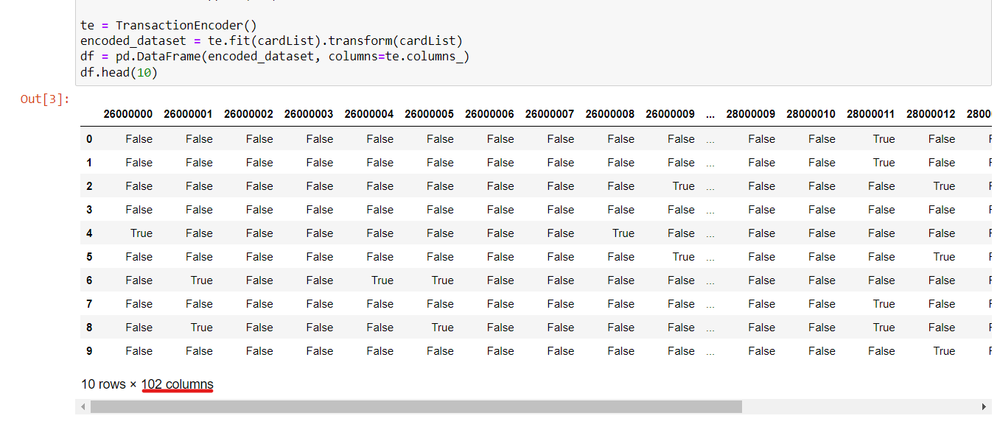 te = TransactionEncoder()
encoded_dataset = te.fit(cardList).transform(cardList)
df = pd.DataFrame(encoded_dataset, columns=te.columns_)
df.head(10)
Out[3]:
26000000 26000001 26000002 26000003 26000004 26000005 26000006 26000007 26000008 26000009 ... 28000009 28000010 28000011 28000012 2800
0 False False False False False False False False False False ... False False True False F
1 False False False False False False False False False False ... False False True False F
2 False False False False False False False False False True ... False False False True F
3 False False False False False False False False False False ... False False False False F
4 True False False False False False False False True False ... False False False False F
5 False False False False False False False False False True ... False False False True F
6 False True False False True True False False False False ... False False False False F
7 False False False False False False False False False False ... False False True False F
8 False True False False False True False False False False ... False False True False F
9 False False False False False False False False False False ... False False False True F
10 rows × 102 columns